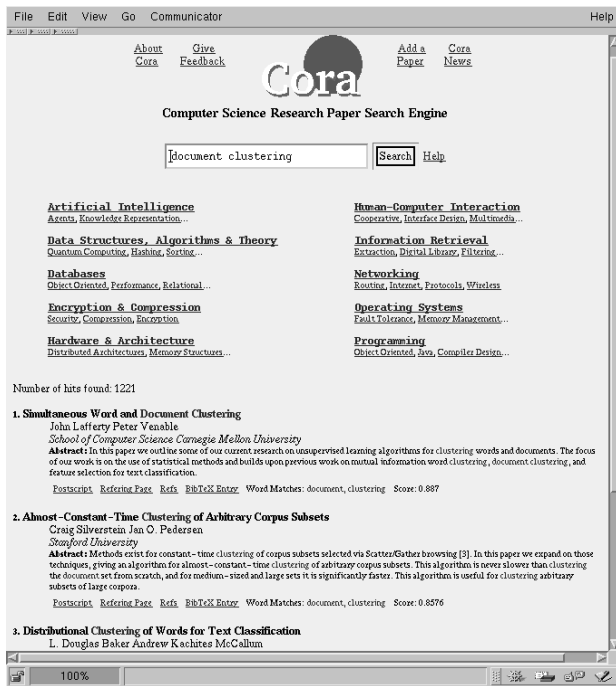 File Edit View Go Communicator Help
About Cora
Give Feedback
Cora
Add a Paper
Cora News
Computer Science Research Paper Search Engine
document clustering Search Help
Artificial Intelligence
Agents, Knowledge Representation...
Human-Computer Interaction
Cooperative, Interface Design, Multimedia...
Data Structures, Algorithms & Theory
Quantum Computing, Hashing, Sorting...
Information Retrieval
Extraction, Digital Library, Filtering...
Databases
Object Oriented, Performance, Relational...
Networking
Routing, Internet, Protocols, Wireless
Encryption & Compression
Security, Compression, Encryption
Operating Systems
Fault Tolerance, Memory Management...
Hardware & Architecture
Distributed Architectures, Memory Structures...
Programming
Object Oriented, Java, Compiler Design...
Number of hits found: 1221
1. Simultaneous Word and Document Clustering
John Lafferty Peter Venable
School of Computer Science Carnegie Mellon University
Abstract: In this paper we outline some of our current research on unsupervised learning algorithms for clustering words and documents. The focus
of our work is on the use of statistical methods and builds upon previous work on mutual information word clustering, document clustering, and
feature selection for text classification.
Postscript Refering Page Refs BibTeX Entry Word Matches: document, clustering Score: 0.887
2. Almost-Constant-Time Clustering of Arbitrary Corpus Subsets
Craig Silverstein Jan O. Pedersen
Stanford University
Abstract: Methods exist for constant-time clustering of corpus subsets selected via Scatter/Gather browsing [3]. In this paper we expand on those
techniques, giving an algorithm for almost-constant-time clustering of arbitrary corpus subsets. This algorithm is never slower than clustering
the document set from scratch, and for medium-sized and large sets it is significantly faster. This algorithm is useful for clustering arbitrary
subsets of large corpora.
Postscript Refering Page Refs BibTeX Entry Word Matches: document, clustering Score: 0.8576
3. Distributional Clustering of Words for Text Classification
L. Douglas Baker Andrew Kachites McCallum
100%